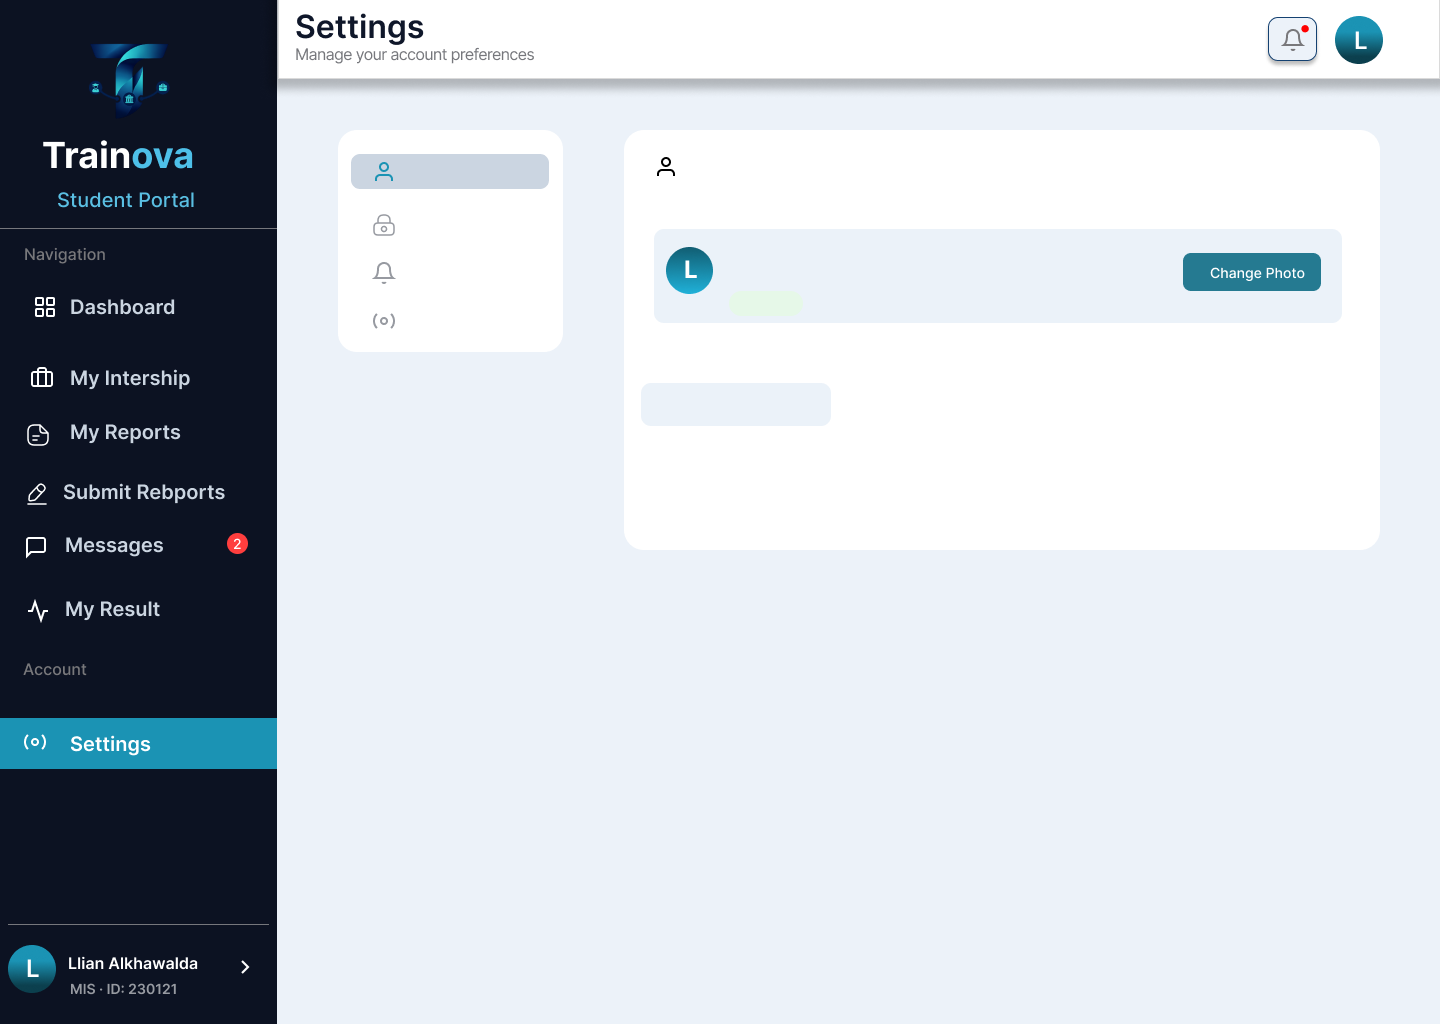 Trainova
Student Portal
Navigation
Dashboard
My Intership
My Reports
Submit Rebports
Messages
2
My Result
Account
Settings
L
Llian Alkhawalda
MIS · ID: 230121
Settings
Manage your account preferences
L
L
Change Photo